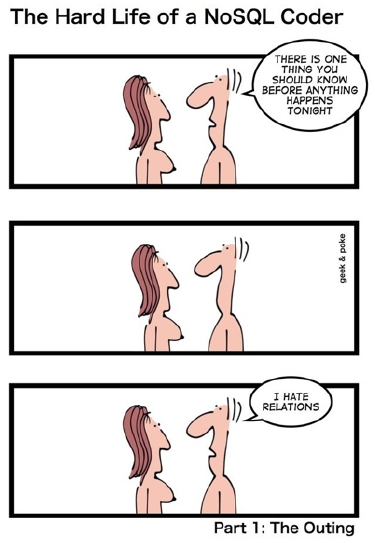 The Hard Life of a NoSQL Coder
THERE IS ONE
THING YOU
SHOULD KNOW
BEFORE ANYTHING
HAPPENS
TONIGHT
geek & poke
I HATE
RELATIONS
Part 1: The Outing